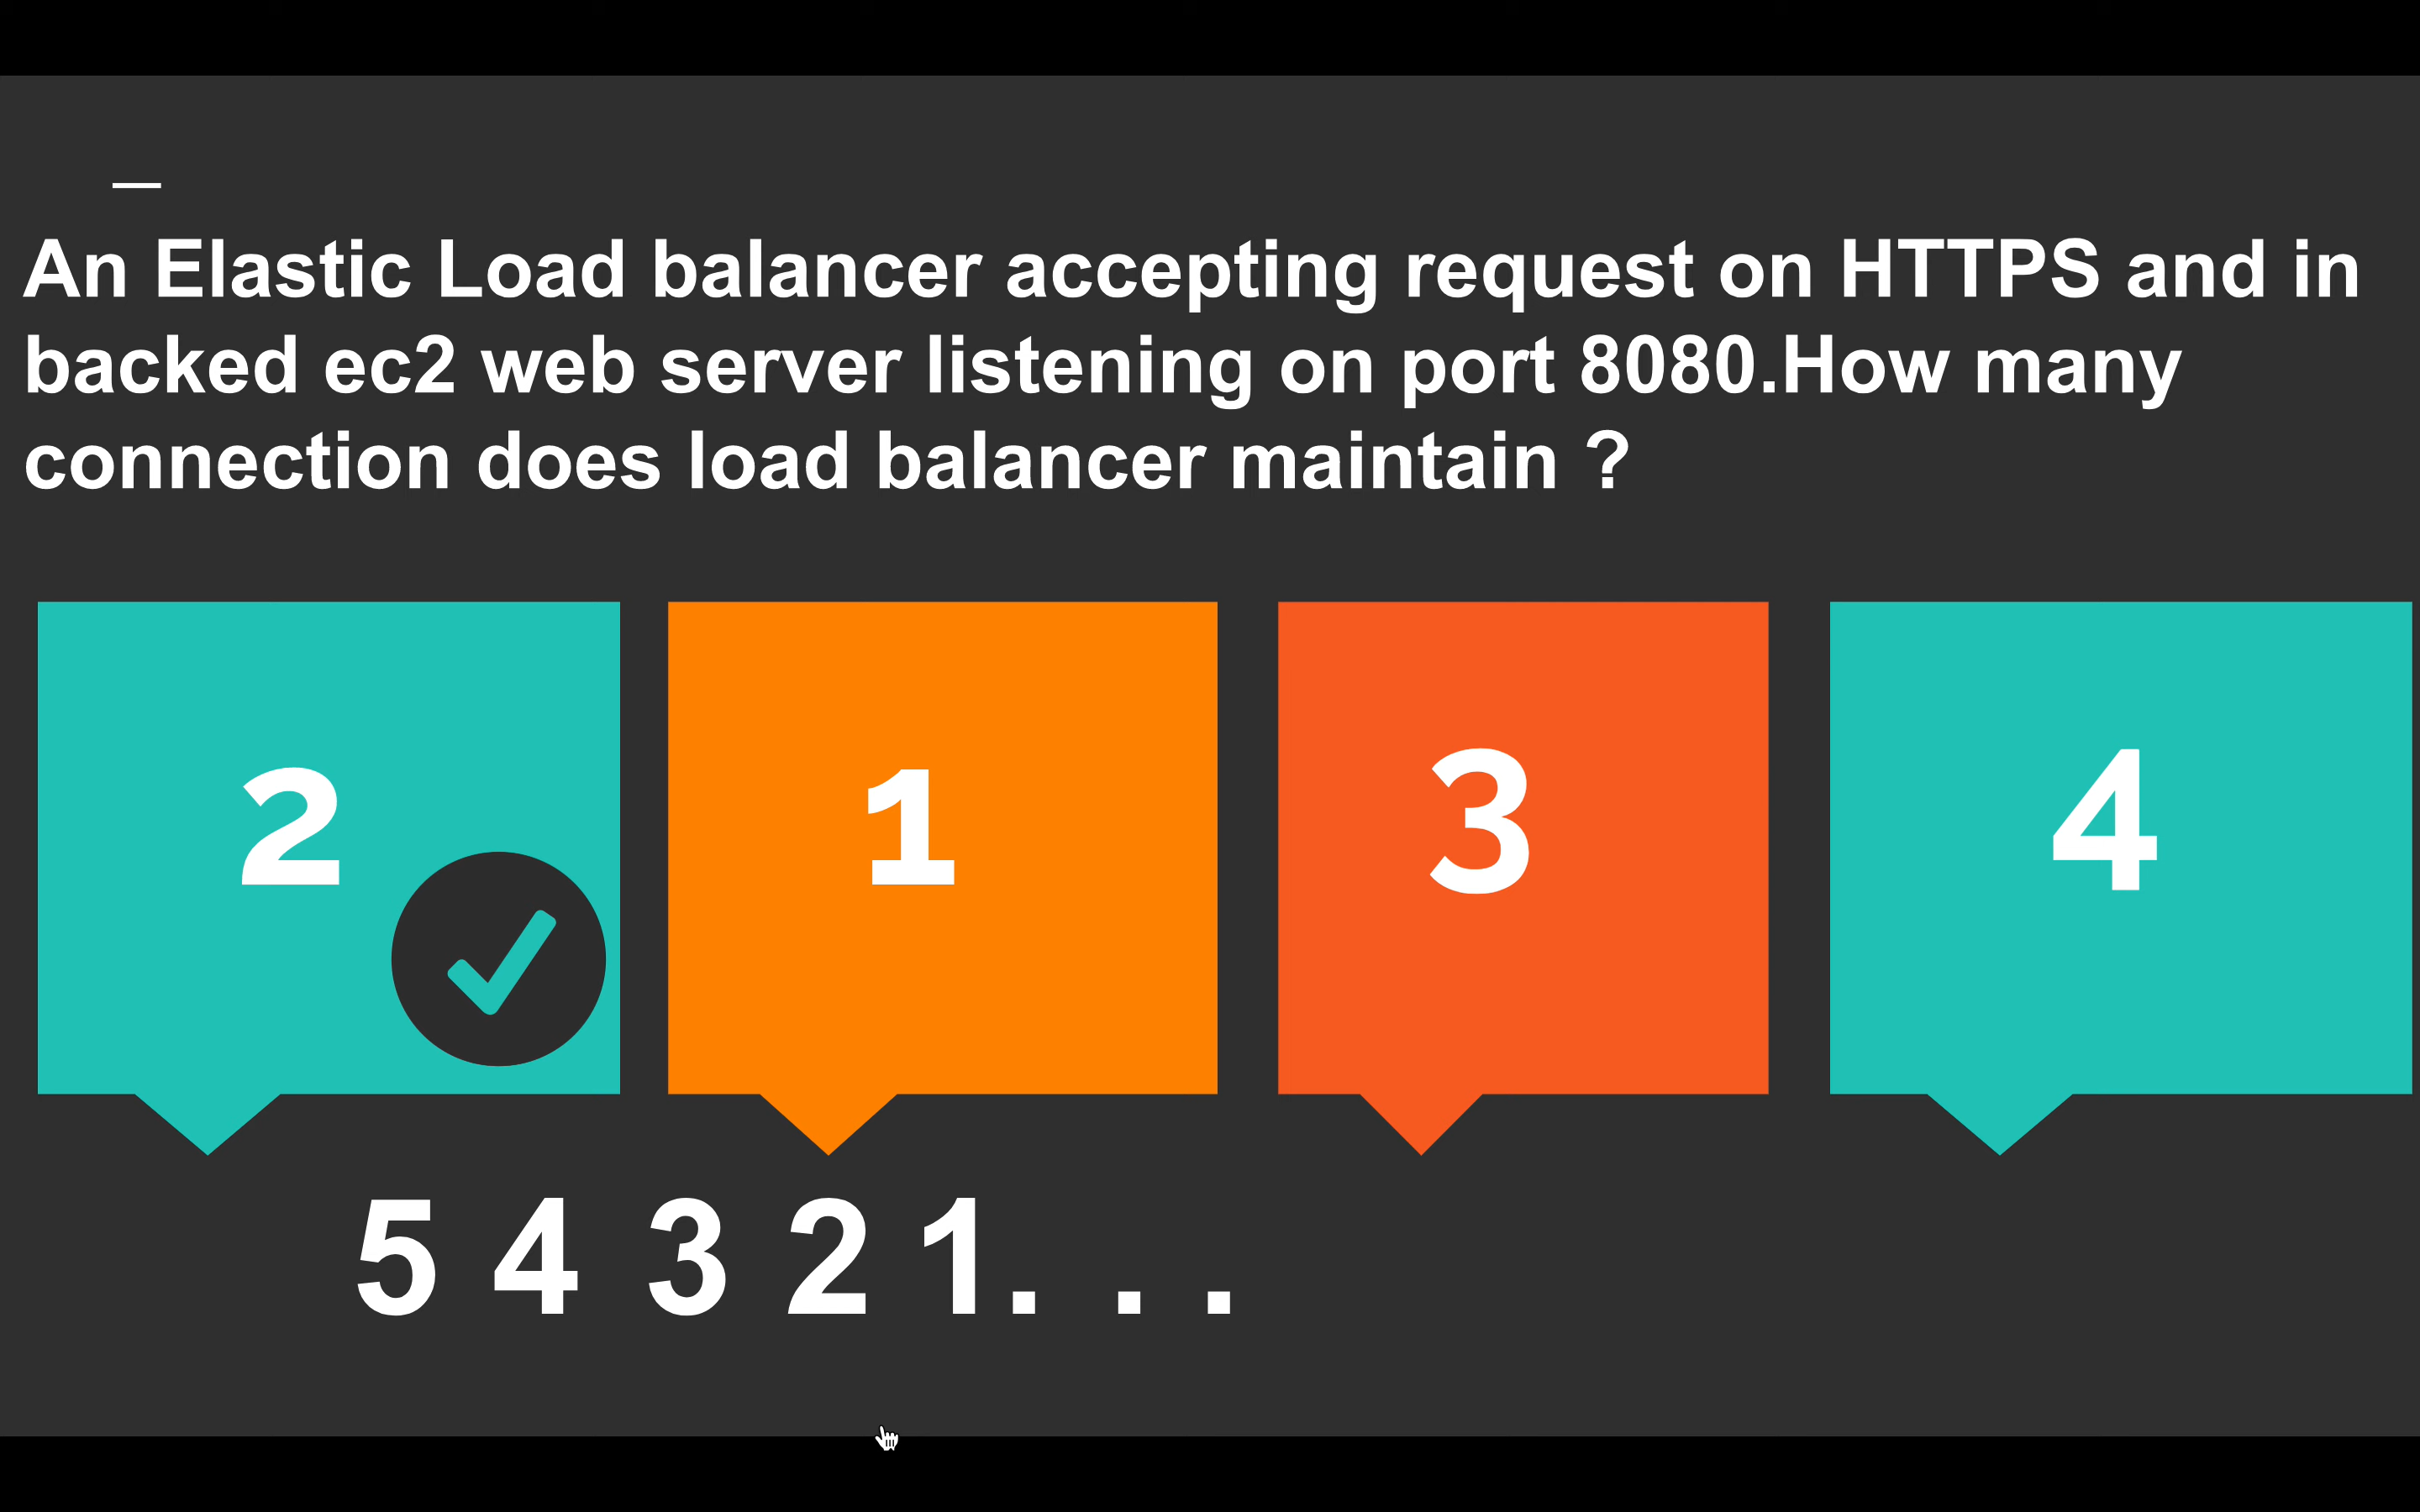 An Elastic Load balancer accepting request on HTTPS and in
backed ec2 web server listening on port 8080.How many
connection does load balancer maintain ?
2
1
3
4
5 4 3 2 1. . .